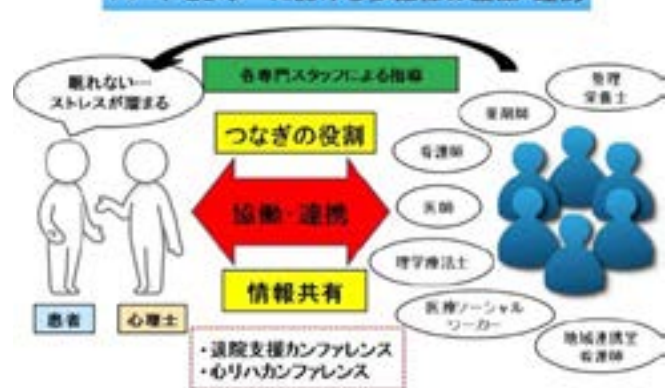 眠れない…
ストレスが溜まる
各専門スタッフによる指導
管理
栄養士
薬剤師
つなぎの役割
看護師
協働・連携
医師
理学療法士
情報共有
患者
心理士
医療ソーシャル
ワーカー
・退院支援カンファレンス
・心リハカンファレンス
地域連携室
看護師